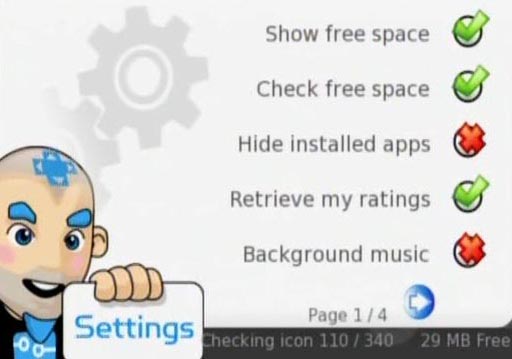 Show free space
Check free space
Hide installed apps
Retrieve my ratings
Background music
Page 1 / 4
Settings
Checking icon 110 / 340 29 MB Free